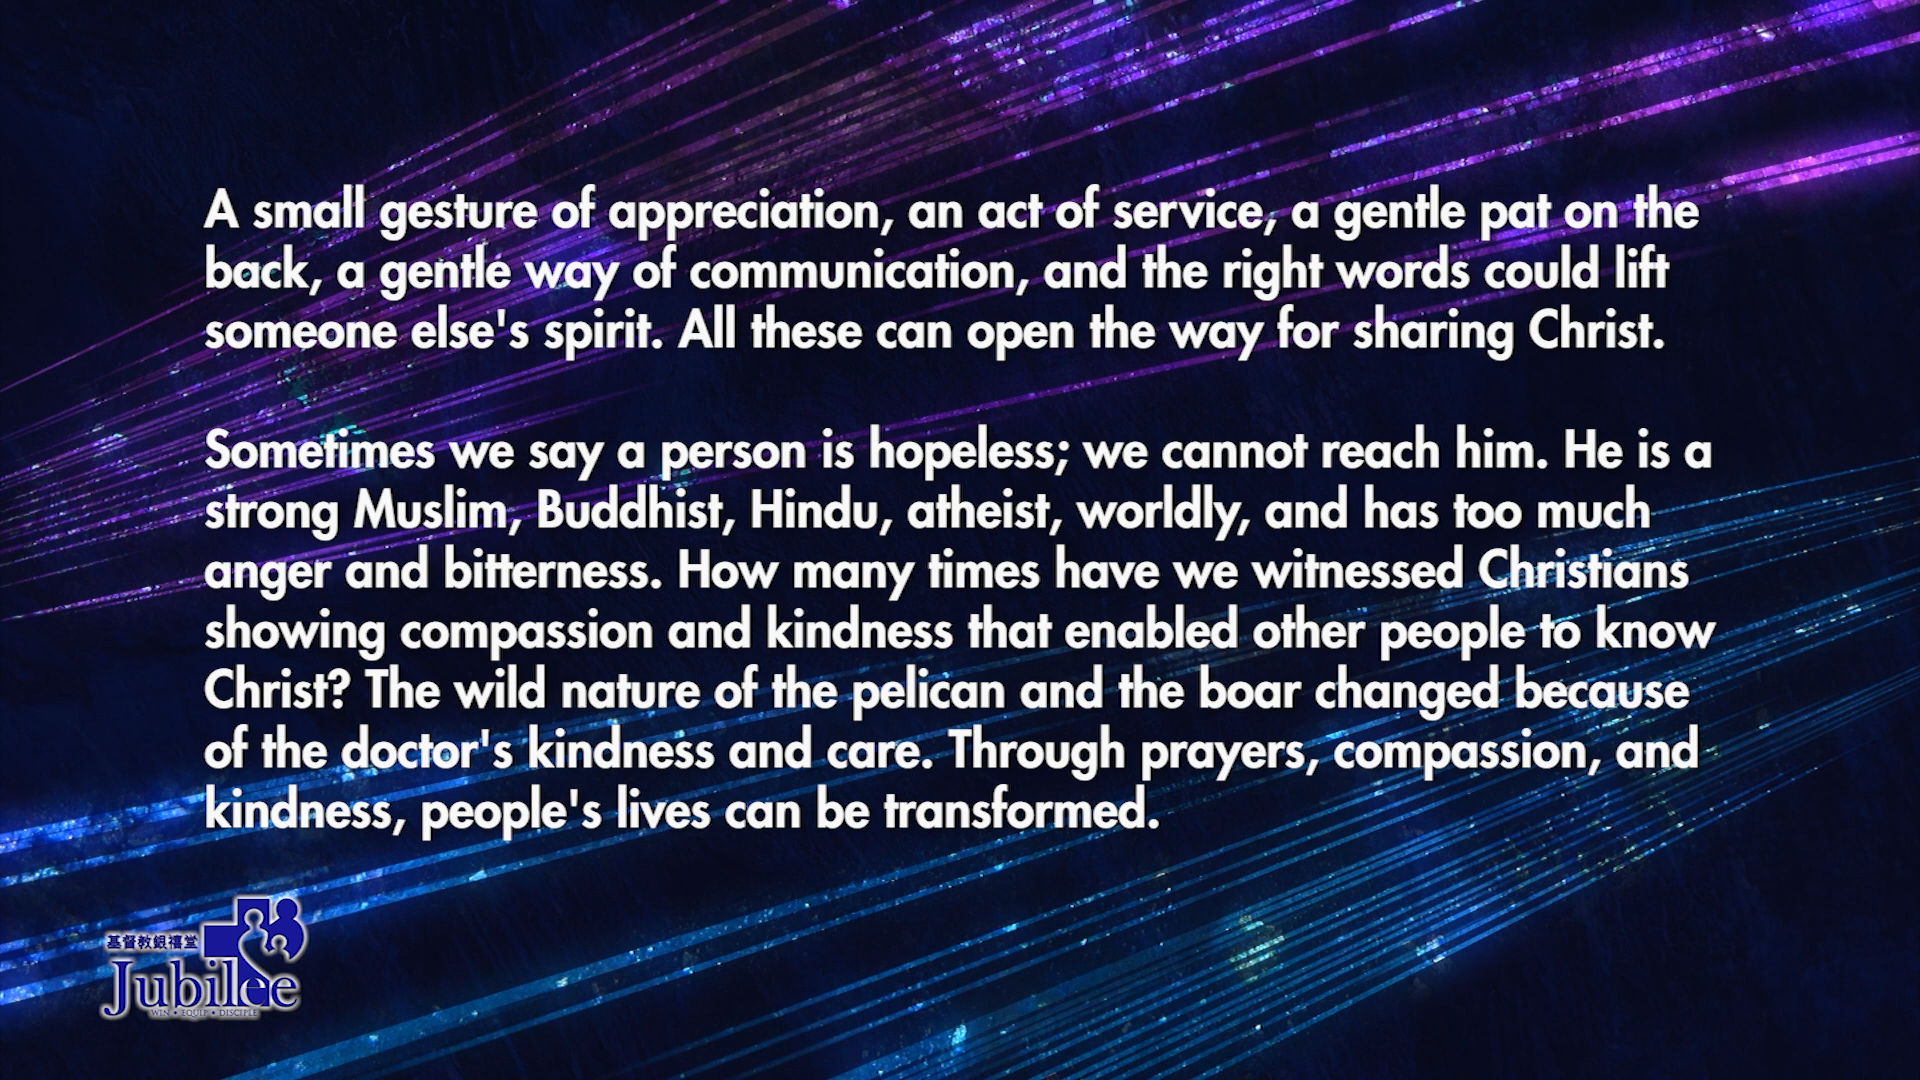 A small gesture of appreciation, an act of service, a gentle pat on the
back, a gentle way of communication, and the right words could lift
someone else's spirit. All these can open the way for sharing Christ.
Sometimes we say a person is hopeless; we cannot reach him. He is a
strong Muslim, Buddhist, Hindu, atheist, worldly, and has too much
anger and bitterness. How many times have we witnessed Christians
showing compassion and kindness that enabled other people to know
Christ? The wild nature of the pelican and the boar changed because
of the doctor's kindness and care. Through prayers, compassion, and
kindness, people's lives can be transformed.
基督教銀禧堂
Jubilee
WIN • EQUIP • DISCIPLE